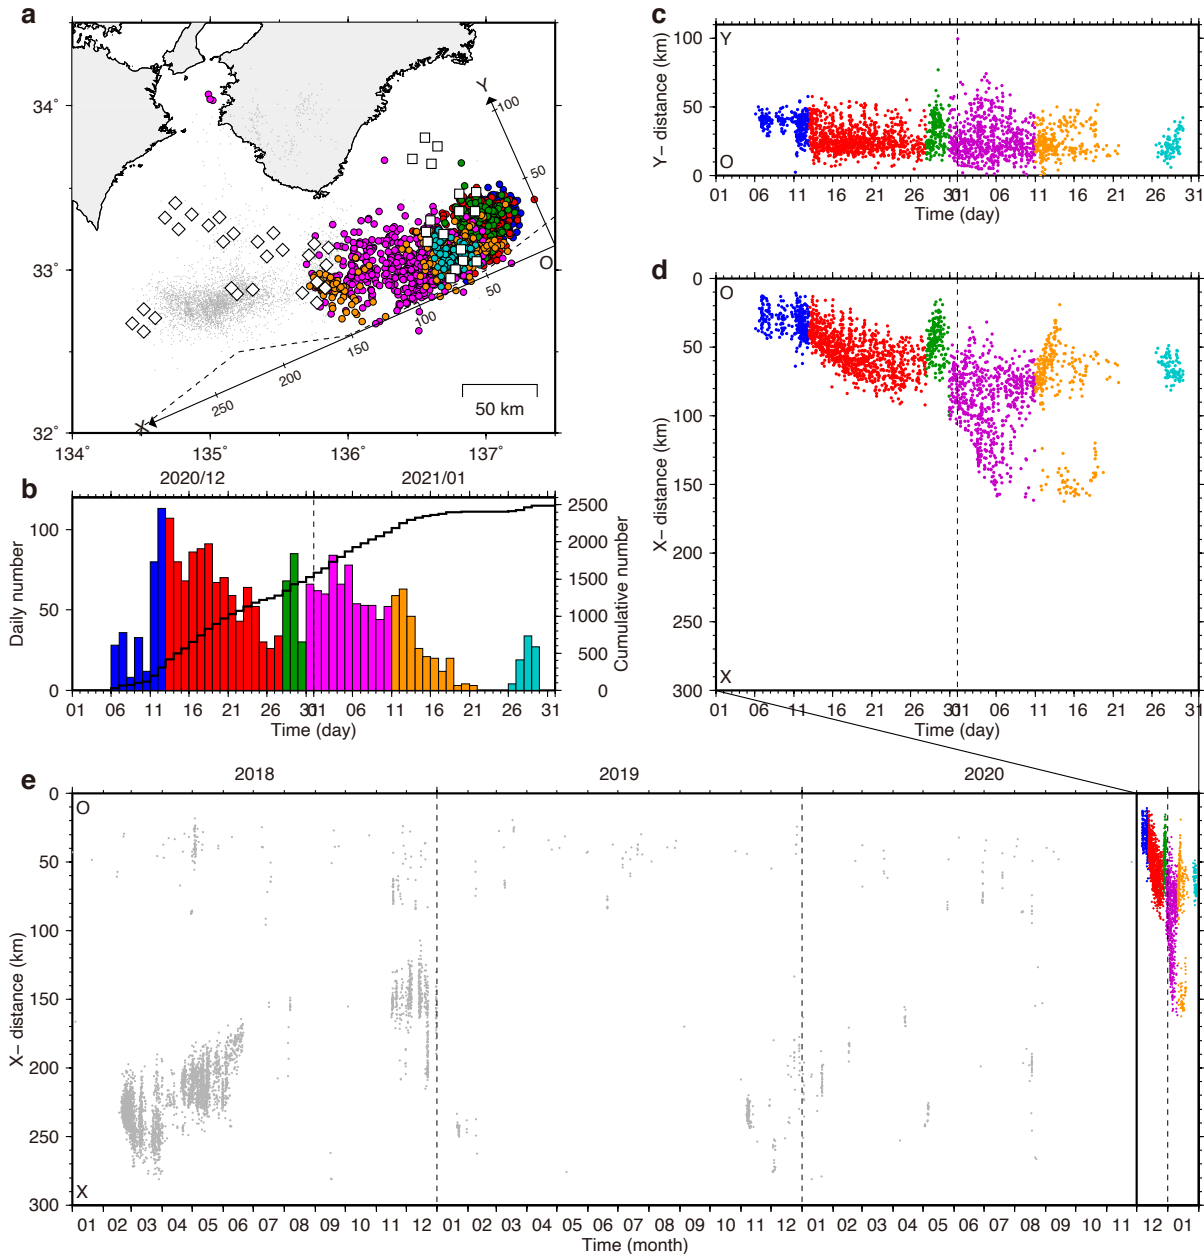 a
34°
33°
32°
134°
135°
136°
137°
Y
100
50
O
50
100
150
200
250
X
50 km
b
2020/12
2021/01
Daily number
100
50
0
2500
2000
1500
1000
500
0
Cumulative number
01 06 11 16 21 26 31 01 06 11 16 21 26 31
Time (day)
c
Y− distance (km)
100
50
0
Y
O
01 06 11 16 21 26 31 01 06 11 16 21 26 31
Time (day)
d
X− distance (km)
0
50
100
150
200
250
300
O
X
01 06 11 16 21 26 31 01 06 11 16 21 26 31
Time (day)
e
2018
2019
2020
X− distance (km)
0
50
100
150
200
250
300
O
X
01 02 03 04 05 06 07 08 09 10 11 12 01 02 03 04 05 06 07 08 09 10 11 12 01 02 03 04 05 06 07 08 09 10 11 12 01
Time (month)